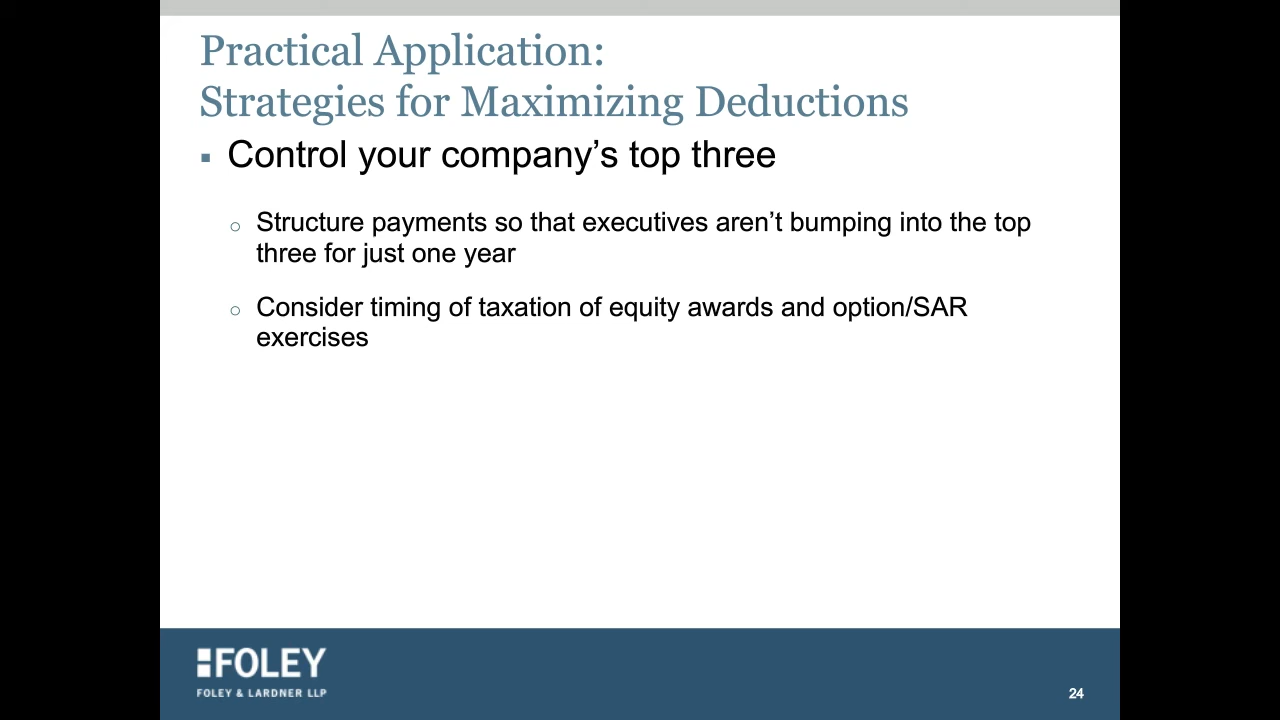 Practical Application:
Strategies for Maximizing Deductions
▪ Control your company’s top three
○ Structure payments so that executives aren’t bumping into the top
three for just one year
○ Consider timing of taxation of equity awards and option/SAR
exercises
FOLEY
FOLEY & LARDNER LLP
24